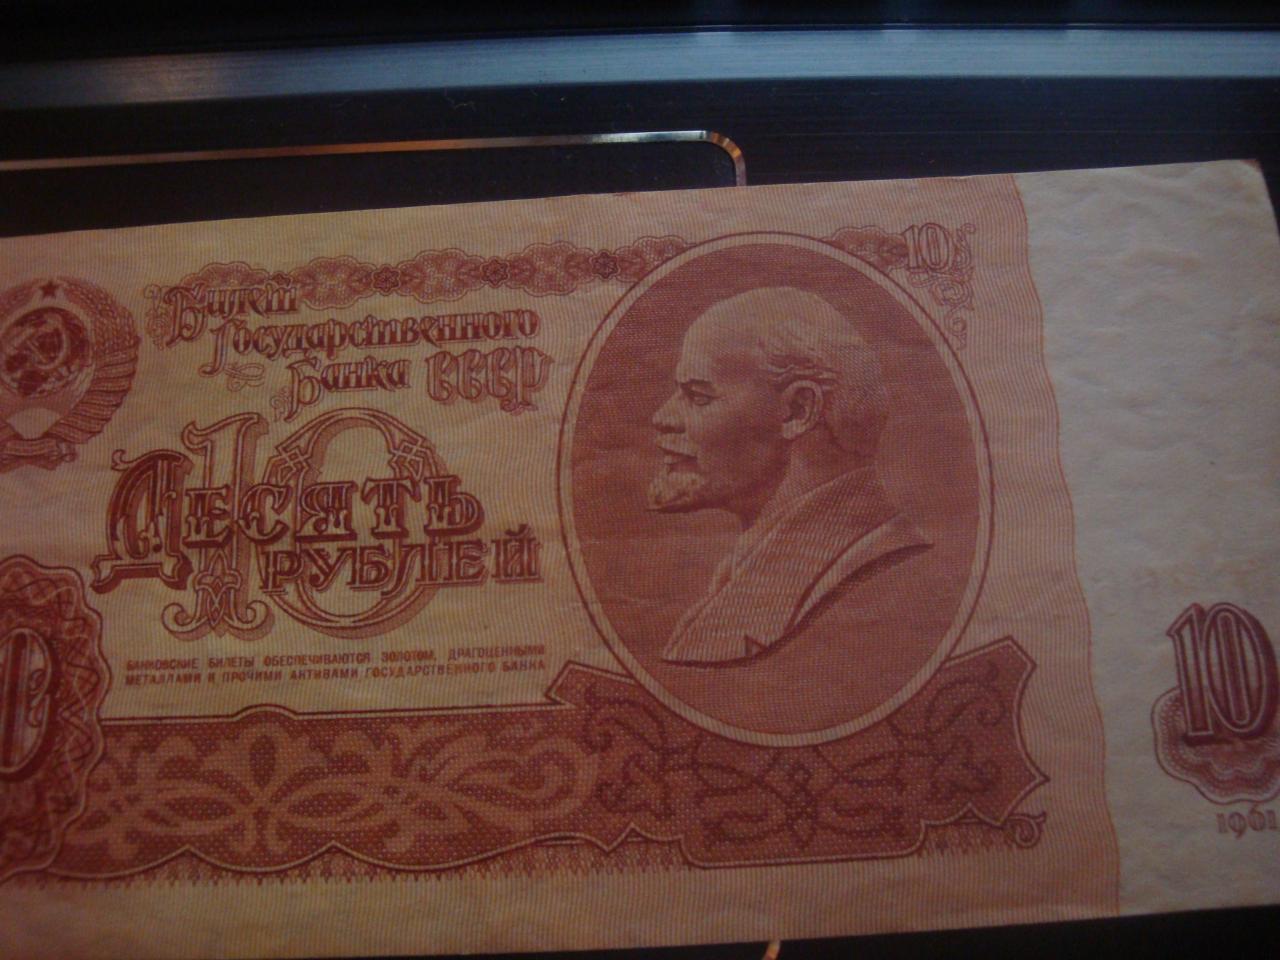 10
Билет
Государственного
Банка СССР
10
Десять
рублей
БАНКОВСКИЕ БИЛЕТЫ ОБЕСПЕЧИВАЮТСЯ ЗОЛОТОМ, ДРАГОЦЕННЫМИ
МЕТАЛЛАМИ И ПРОЧИМИ АКТИВАМИ ГОСУДАРСТВЕННОГО БАНКА
0
10
1961